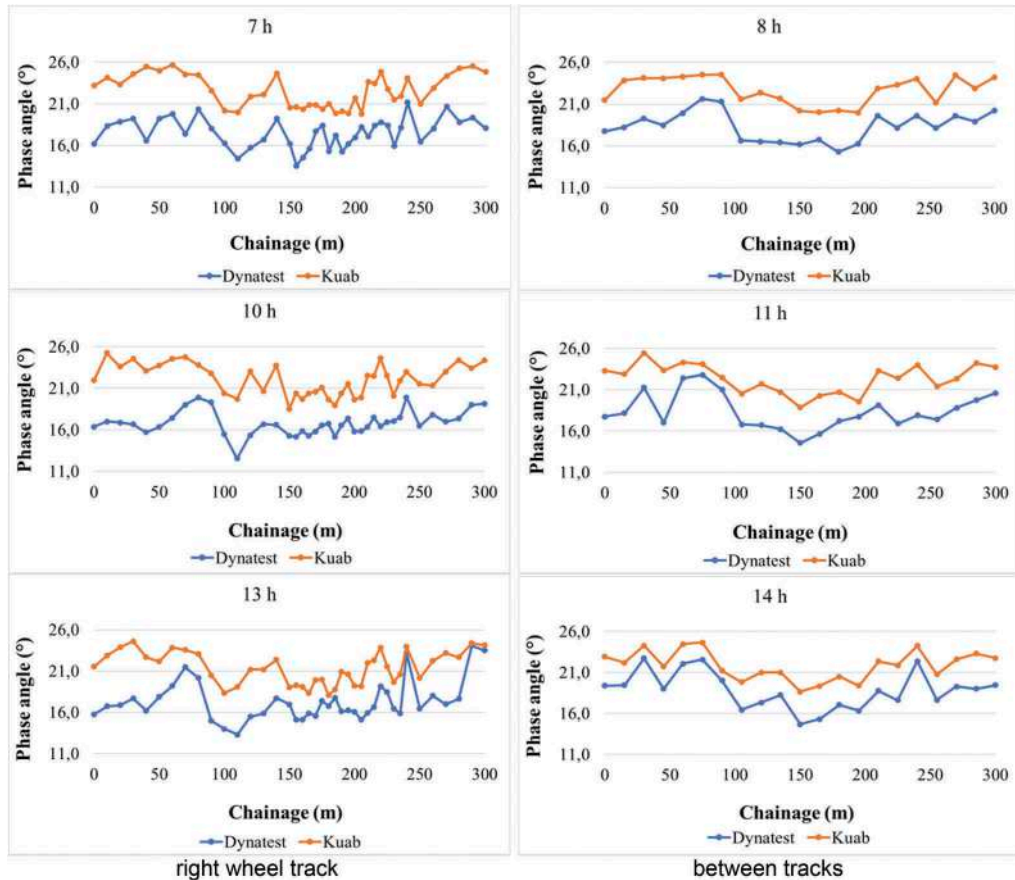 7 h
Phase angle (°)
26,0
21,0
16,0
11,0
0 50 100 150 200 250 300
Chainage (m)
Dynatest Kuab
8 h
Phase angle (°)
26,0
21,0
16,0
11,0
0 50 100 150 200 250 300
Chainage (m)
Dynatest Kuab
10 h
Phase angle (°)
26,0
21,0
16,0
11,0
0 50 100 150 200 250 300
Chainage (m)
Dynatest Kuab
11 h
Phase angle (°)
26,0
21,0
16,0
11,0
0 50 100 150 200 250 300
Chainage (m)
Dynatest Kuab
13 h
Phase angle (°)
26,0
21,0
16,0
11,0
0 50 100 150 200 250 300
Chainage (m)
Dynatest Kuab
14 h
Phase angle (°)
26,0
21,0
16,0
11,0
0 50 100 150 200 250 300
Chainage (m)
Dynatest Kuab
right wheel track
between tracks